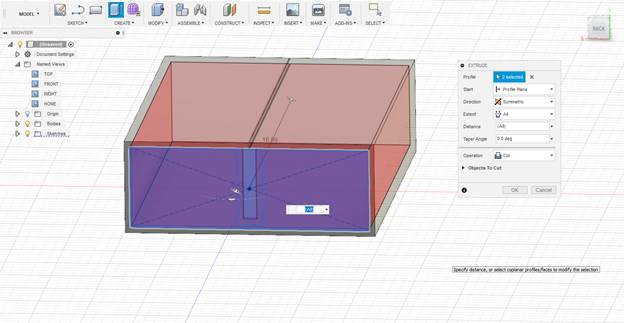 MODEL
SKETCH
CREATE
MODIFY
ASSEMBLE
CONSTRUCT
INSPECT
INSERT
MAKE
ADD-INS
SELECT
BROWSER
(Unsaved)
Document Settings
Named Views
TOP
FRONT
RIGHT
HOME
Origin
Bodies
Sketches
BACK
EXTRUDE
Profile 2 selected
Start Profile Plane
Direction Symmetric
Extent All
Distance (All)
Taper Angle 0.0 deg
Operation Cut
Objects To Cut
OK Cancel
Specify distance, or select coplanar profiles/faces to modify the selection